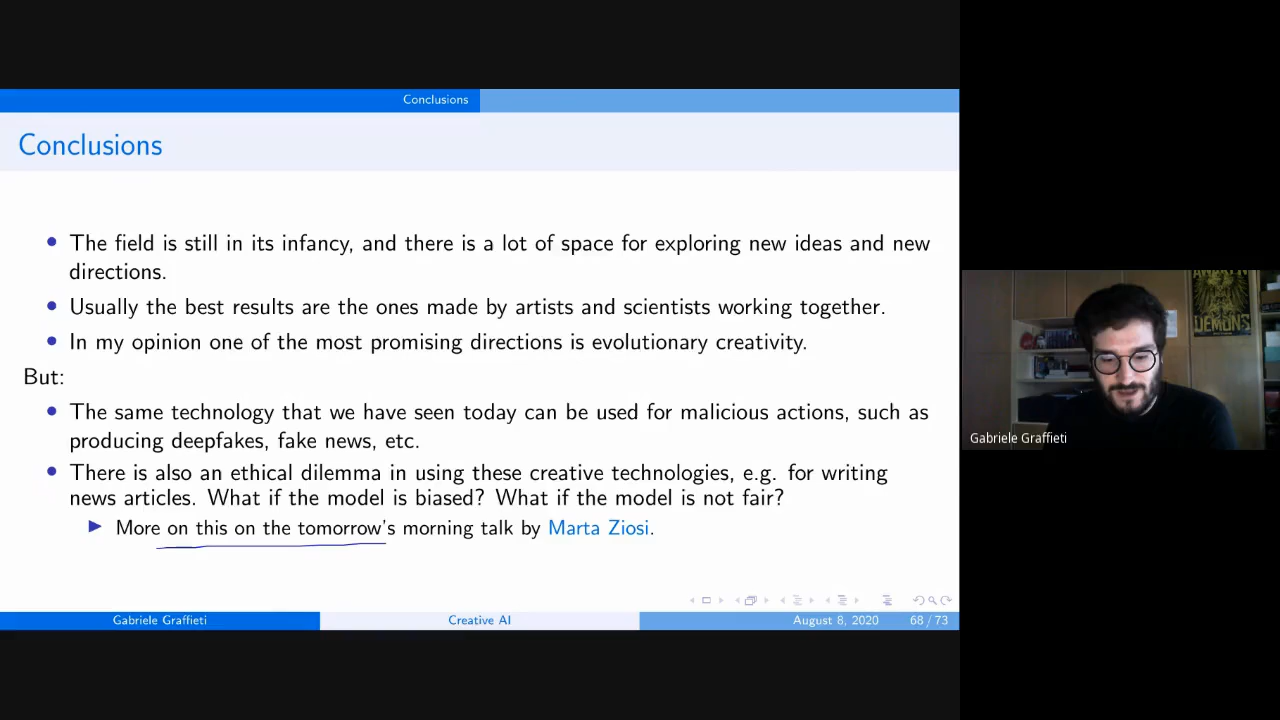 Conclusions
Conclusions
• The field is still in its infancy, and there is a lot of space for exploring new ideas and new
directions.
• Usually the best results are the ones made by artists and scientists working together.
• In my opinion one of the most promising directions is evolutionary creativity.
But:
• The same technology that we have seen today can be used for malicious actions, such as
producing deepfakes, fake news, etc.
• There is also an ethical dilemma in using these creative technologies, e.g. for writing
news articles. What if the model is biased? What if the model is not fair?
▶ More on this on the tomorrow's morning talk by Marta Ziosi.
Gabriele Graffieti Creative AI August 8, 2020 68 / 73
DEMONS
Gabriele Graffieti